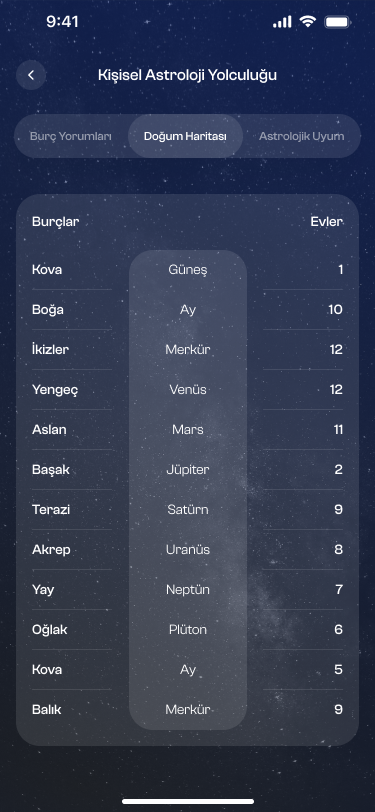 9:41
Kişisel Astroloji Yolculuğu
Burç Yorumları Doğum Haritası Astrolojik Uyum
Burçlar Evler
Kova Güneş 1
Boğa Ay 10
İkizler Merkür 12
Yengeç Venüs 12
Aslan Mars 11
Başak Jüpiter 2
Terazi Satürn 9
Akrep Uranüs 8
Yay Neptün 7
Oğlak Plüton 6
Kova Ay 5
Balık Merkür 9